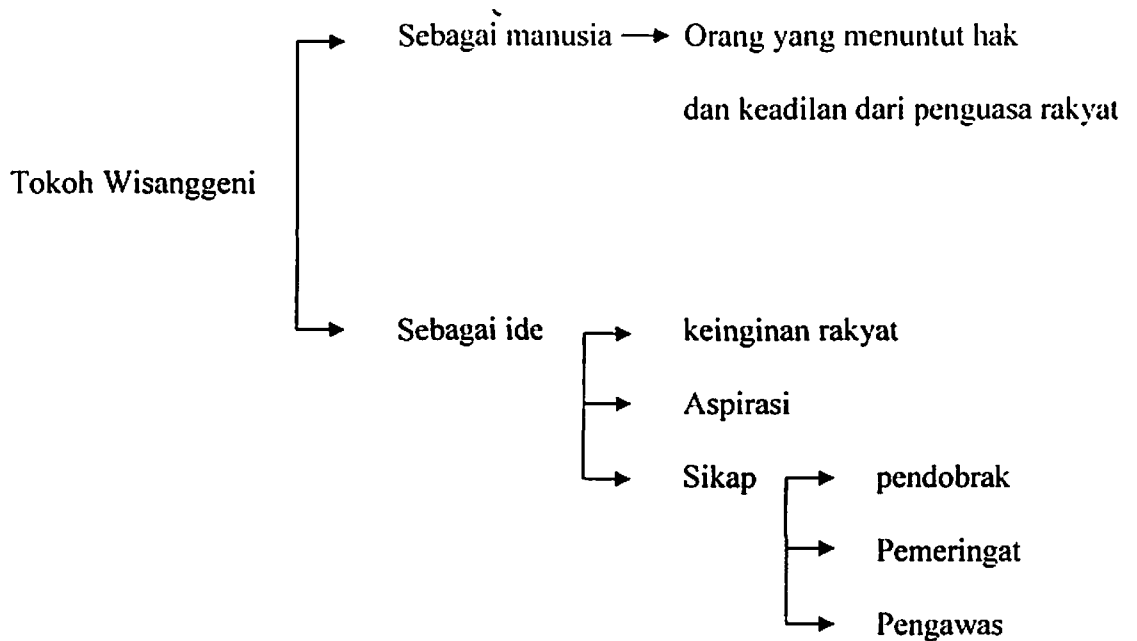 Sebagai manusia → Orang yang menuntut hak
dan keadilan dari penguasa rakyat
Tokoh Wisanggeni
Sebagai ide
keinginan rakyat
Aspirasi
Sikap
pendobrak
Pemeringat
Pengawas